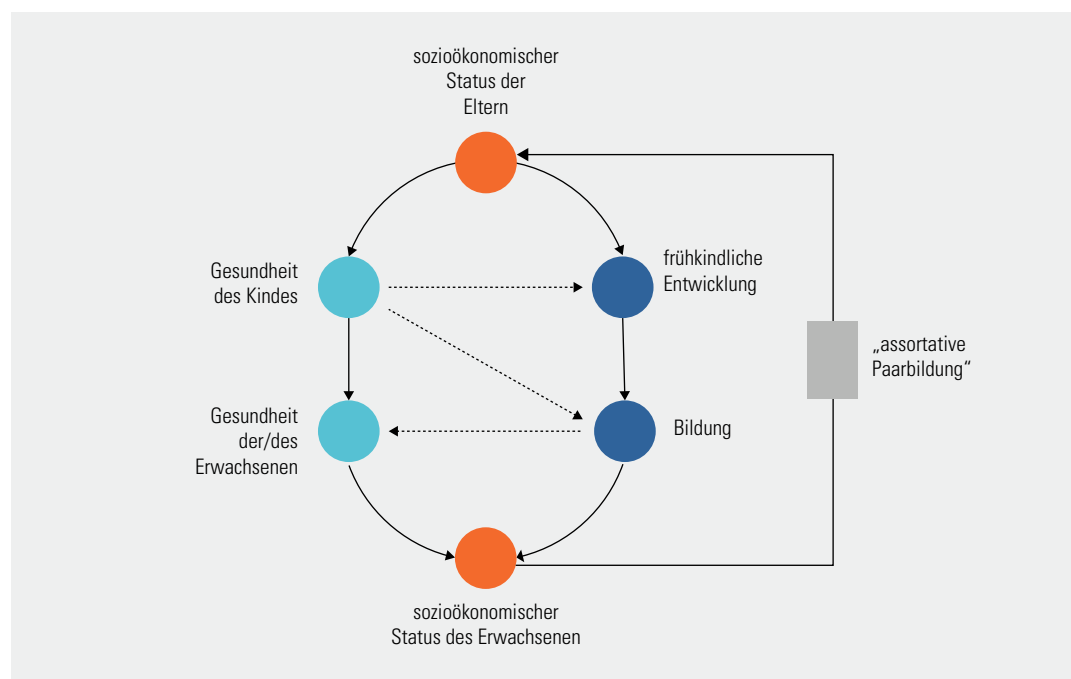 sozioökonomischer
Status der
Eltern
Gesundheit
des Kindes
frühkindliche
Entwicklung
„assortative
Paarbildung“
Gesundheit
der/des
Erwachsenen
Bildung
sozioökonomischer
Status des Erwachsenen